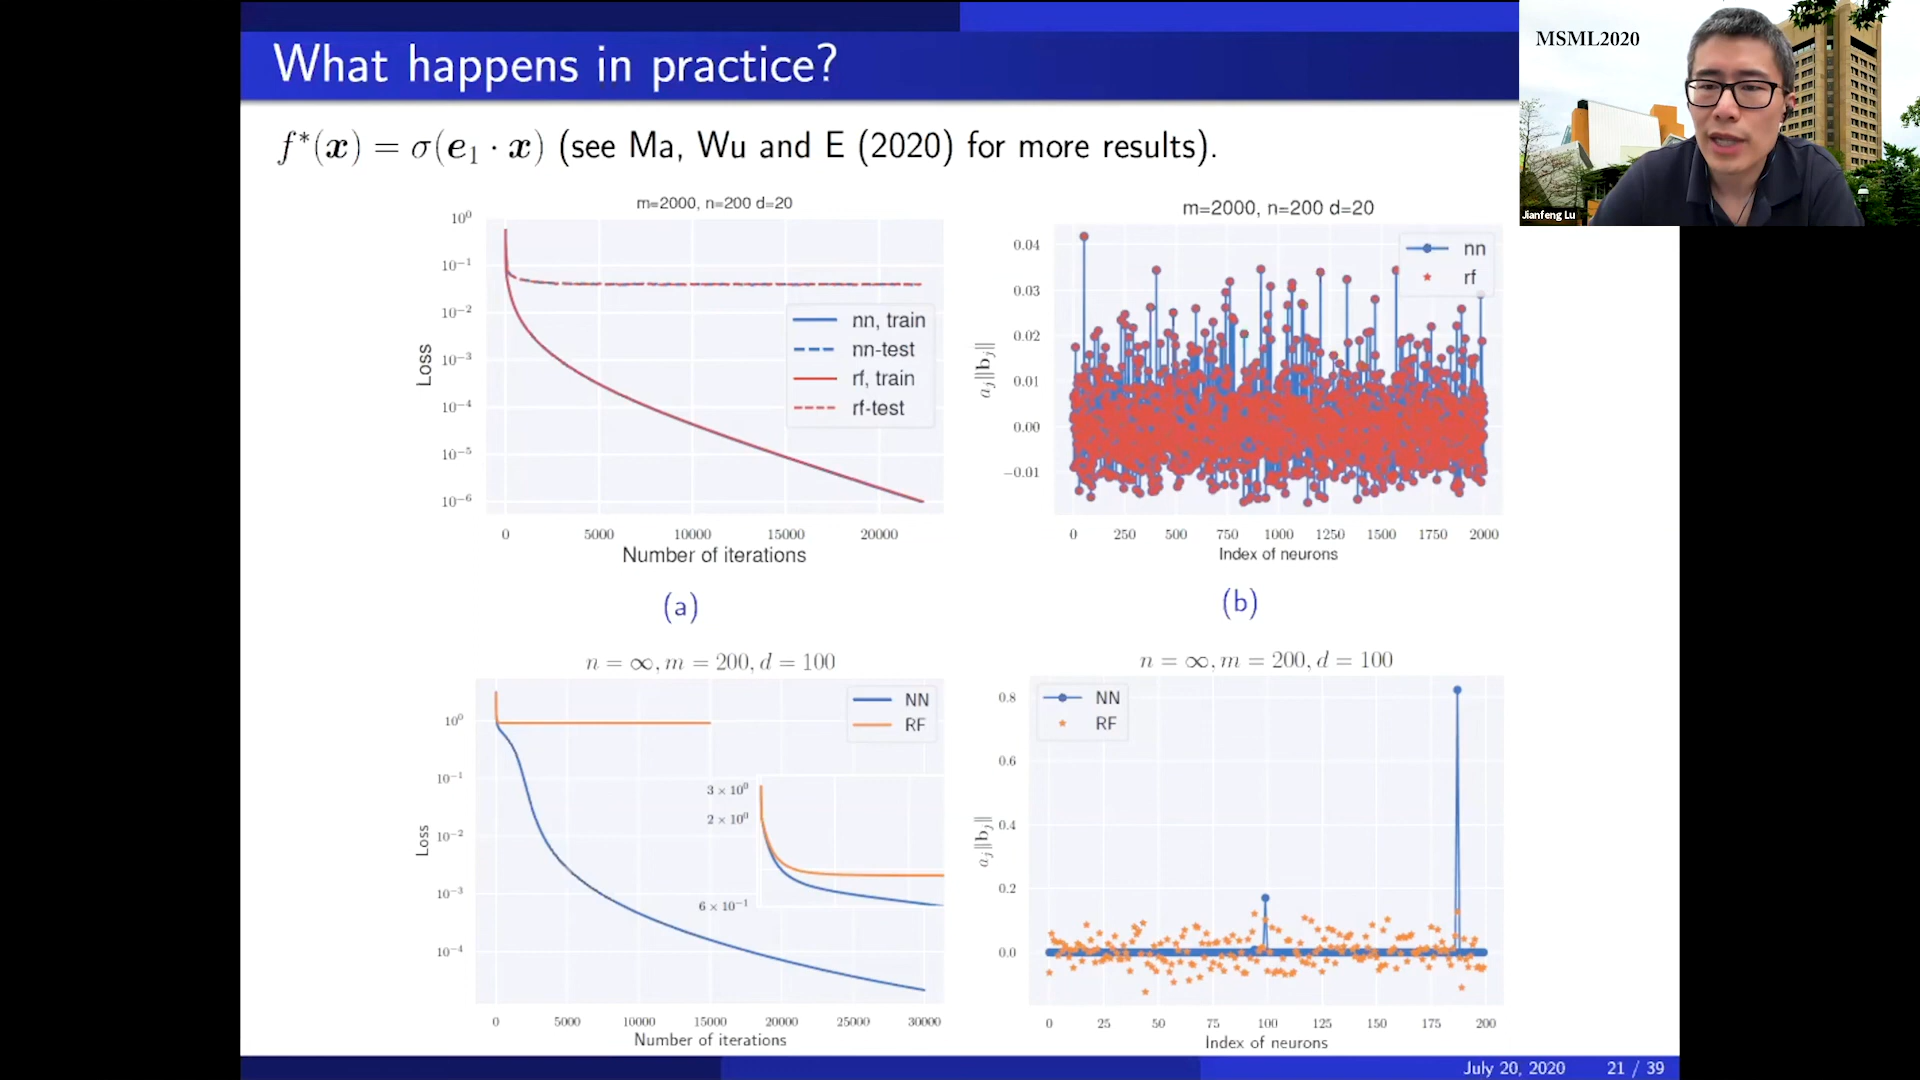 What happens in practice?
MSML2020
Jianfeng Lu
f*(x) = σ(e₁ · x) (see Ma, Wu and E (2020) for more results).
m=2000, n=200 d=20
10⁰
10⁻¹
10⁻²
10⁻³
10⁻⁴
10⁻⁵
10⁻⁶
Loss
nn, train
nn-test
rf, train
rf-test
0 5000 10000 15000 20000
Number of iterations
(a)
m=2000, n=200 d=20
0.04
0.03
0.02
0.01
0.00
−0.01
aⱼ||bⱼ||
nn
rf
0 250 500 750 1000 1250 1500 1750 2000
Index of neurons
(b)
n = ∞, m = 200, d = 100
10⁰
10⁻¹
10⁻²
10⁻³
10⁻⁴
Loss
NN
RF
3 × 10⁰
2 × 10⁰
6 × 10⁻¹
0 5000 10000 15000 20000 25000 30000
Number of iterations
n = ∞, m = 200, d = 100
0.8
0.6
0.4
0.2
0.0
aⱼ||bⱼ||
NN
RF
0 25 50 75 100 125 150 175 200
Index of neurons
July 20, 2020 21 / 39